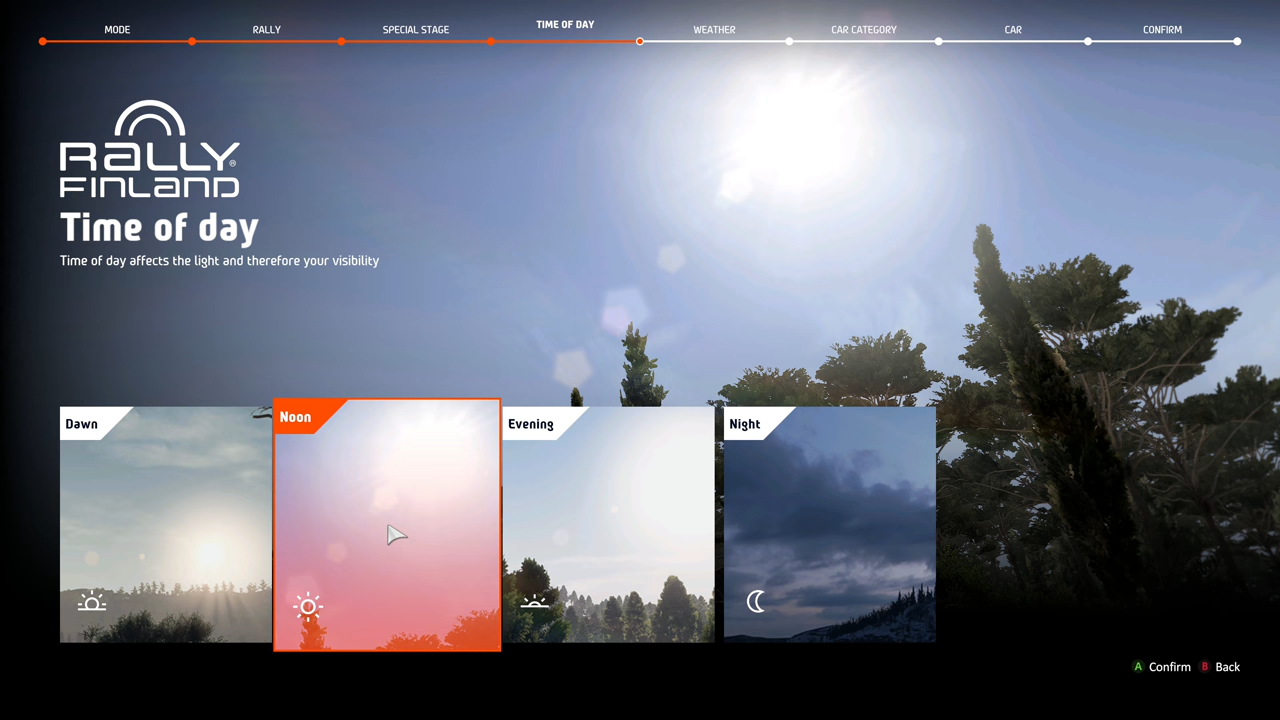 MODE
RALLY
SPECIAL STAGE
TIME OF DAY
WEATHER
CAR CATEGORY
CAR
CONFIRM
RALLY®
FINLAND
Time of day
Time of day affects the light and therefore your visibility
Dawn
Noon
Evening
Night
A Confirm B Back